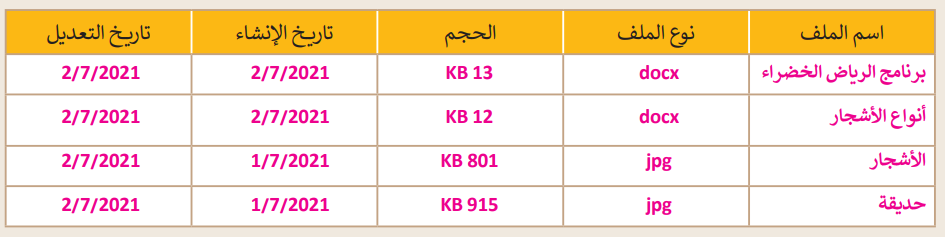 اسم الملف نوع الملف الحجم تاريخ الإنشاء تاريخ التعديل
برنامج الرياض الخضراء docx KB 13 2/7/2021 2/7/2021
أنواع الأشجار docx KB 12 2/7/2021 2/7/2021
الأشجار jpg KB 801 1/7/2021 2/7/2021
حديقة jpg KB 915 1/7/2021 2/7/2021